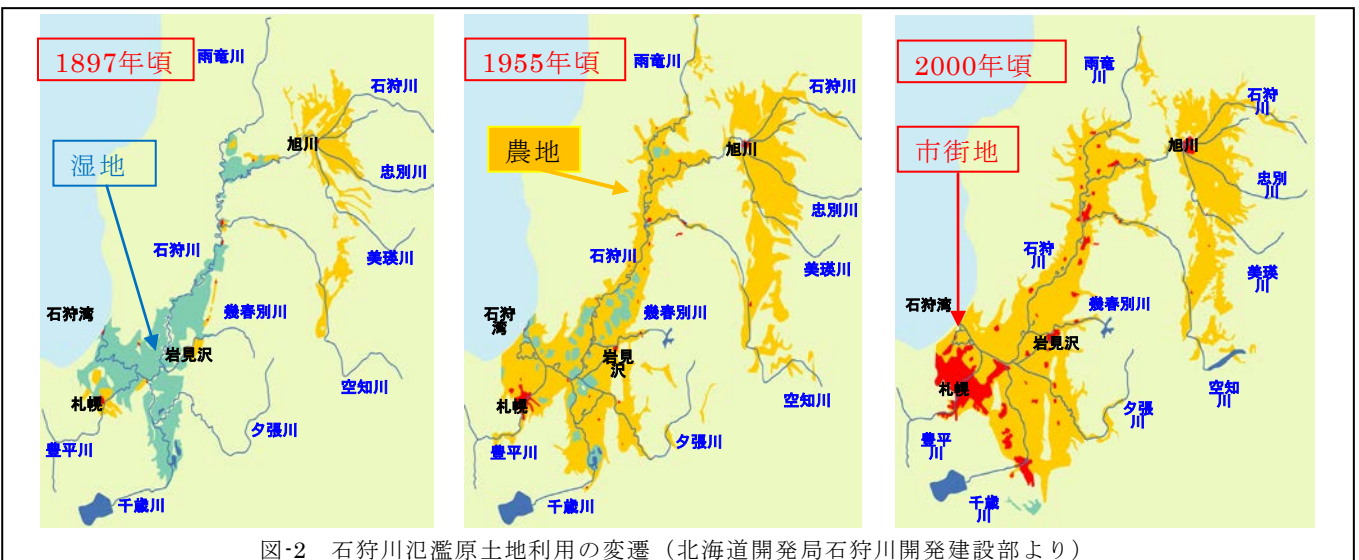 1897年頃
雨竜川
石狩川
旭川
湿地
忠別川
石狩川
美瑛川
石狩湾
幾春別川
岩見沢
空知川
札幌
夕張川
豊平川
千歳川
1955年頃
雨竜川
石狩川
農地
旭川
忠別川
石狩川
美瑛川
石狩
湾
幾春別川
岩見
沢
空知川
札幌
夕張川
豊平川
千歳川
2000年頃
雨竜
川
石狩
川
市街地
旭川
忠別
川
石狩
川
美瑛
川
石狩湾
幾春別川
岩見沢
空知
川
札幌
夕張
川
豊平
川
千歳
川
図-2 石狩川氾濫原土地利用の変遷（北海道開発局石狩川開発建設部より）